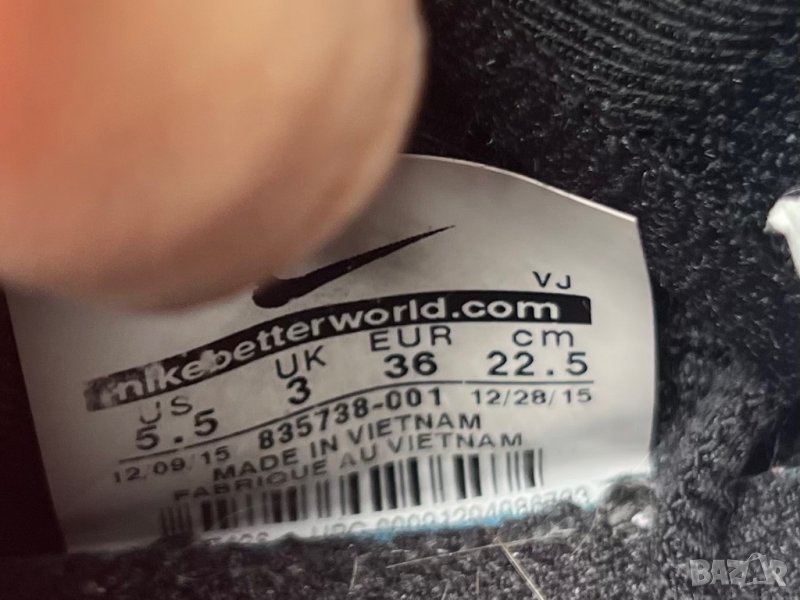 VJ
nikebetterworld.com
US UK EUR cm
5.5 3 36 22.5
12/09/15 835738-001 12/28/15
MADE IN VIETNAM
FABRIQUE AU VIETNAM
BAZAR